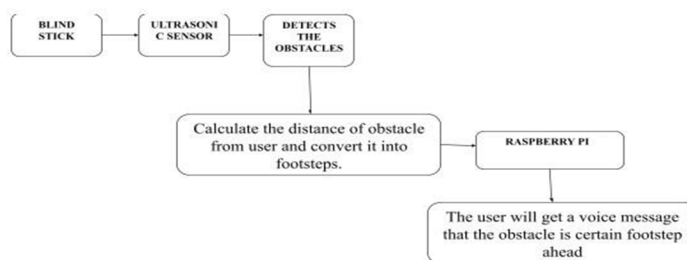 BLIND
STICK
ULTRASONI
C SENSOR
DETECTS
THE
OBSTACLES
Calculate the distance of obstacle
from user and convert it into
footsteps.
RASPBERRY PI
The user will get a voice message
that the obstacle is certain footstep
ahead